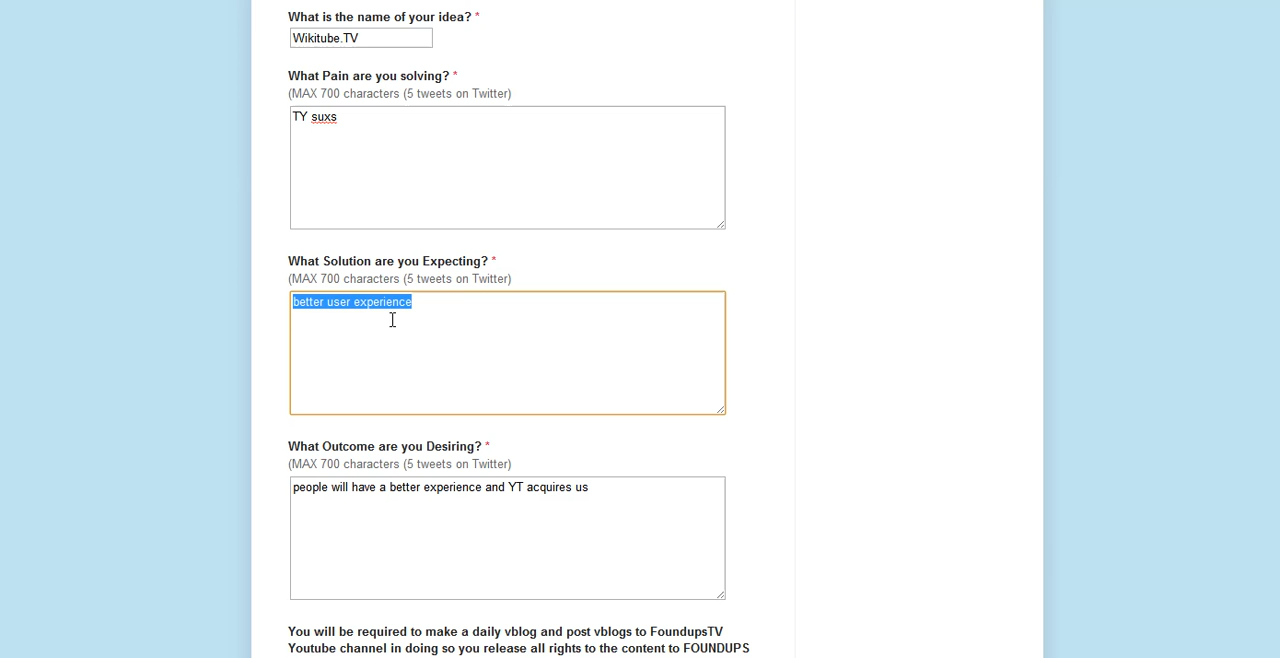 What is the name of your idea? *
Wikitube.TV
What Pain are you solving? *
(MAX 700 characters (5 tweets on Twitter)
TY suxs
What Solution are you Expecting? *
(MAX 700 characters (5 tweets on Twitter)
better user experience
What Outcome are you Desiring? *
(MAX 700 characters (5 tweets on Twitter)
people will have a better experience and YT acquires us
You will be required to make a daily vblog and post vblogs to FoundupsTV
Youtube channel in doing so you release all rights to the content to FOUNDUPS